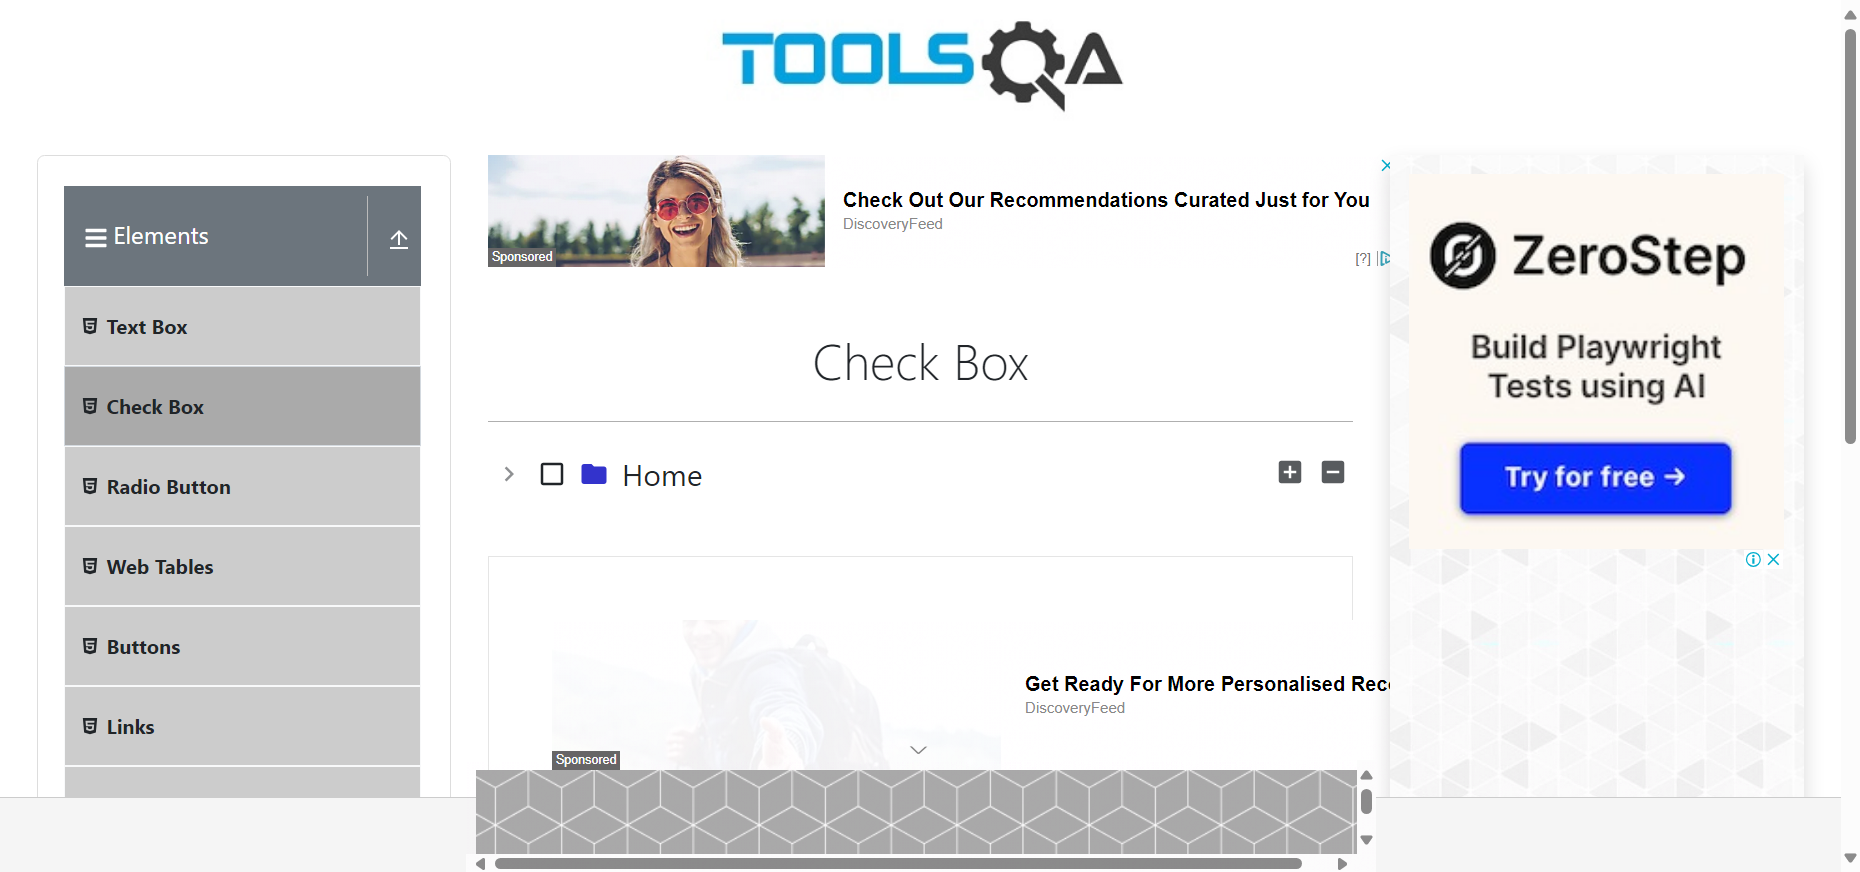 TOOLSQA
Elements
Text Box
Check Box
Radio Button
Web Tables
Buttons
Links
Sponsored
Check Out Our Recommendations Curated Just for You
DiscoveryFeed
[?]
Check Box
Home
Sponsored
Get Ready For More Personalised Rec
DiscoveryFeed
ZeroStep
Build Playwright
Tests using AI
Try for free →